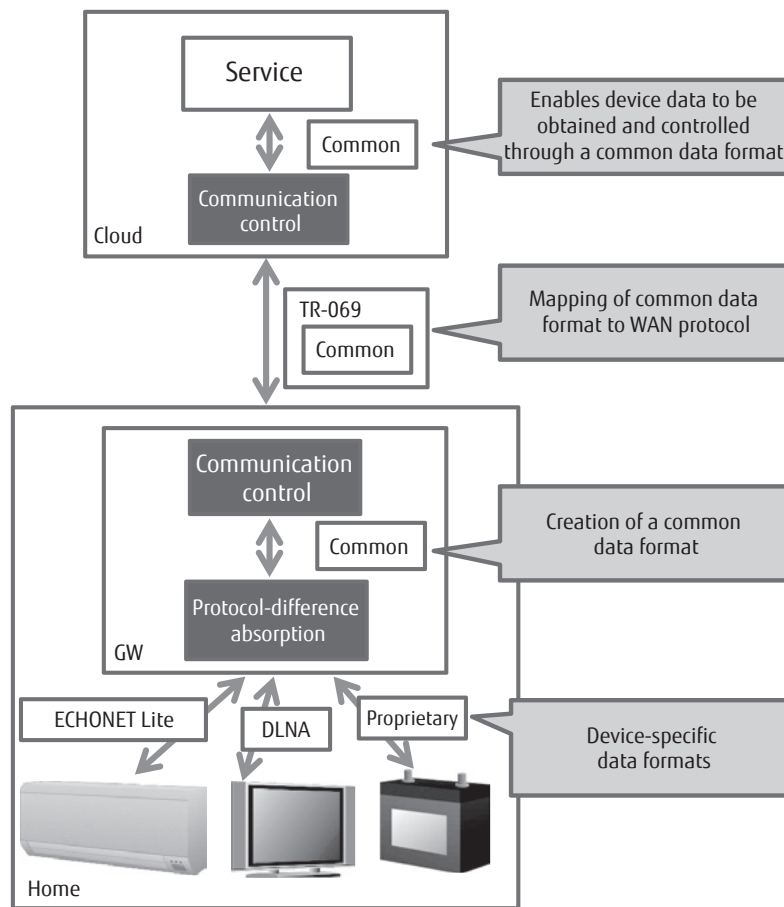 Service
Common
Communication
control
Cloud
Enables device data to be
obtained and controlled
through a common data format
TR-069
Common
Mapping of common data
format to WAN protocol
Communication
control
Common
Protocol-difference
absorption
GW
Creation of a common
data format
ECHONET Lite
DLNA
Proprietary
Device-specific
data formats
Home